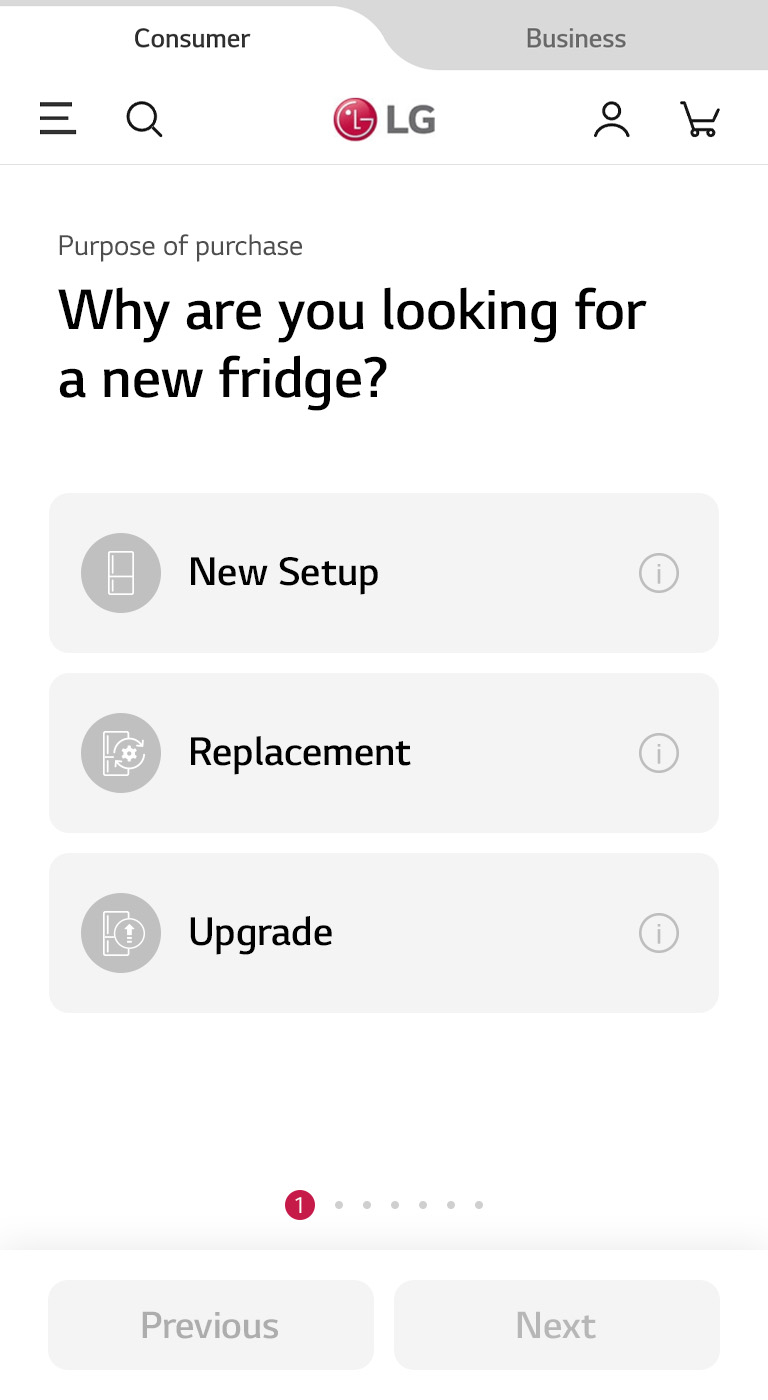 Consumer
Business
LG
Purpose of purchase
Why are you looking for
a new fridge?
New Setup
Replacement
Upgrade
1
Previous
Next